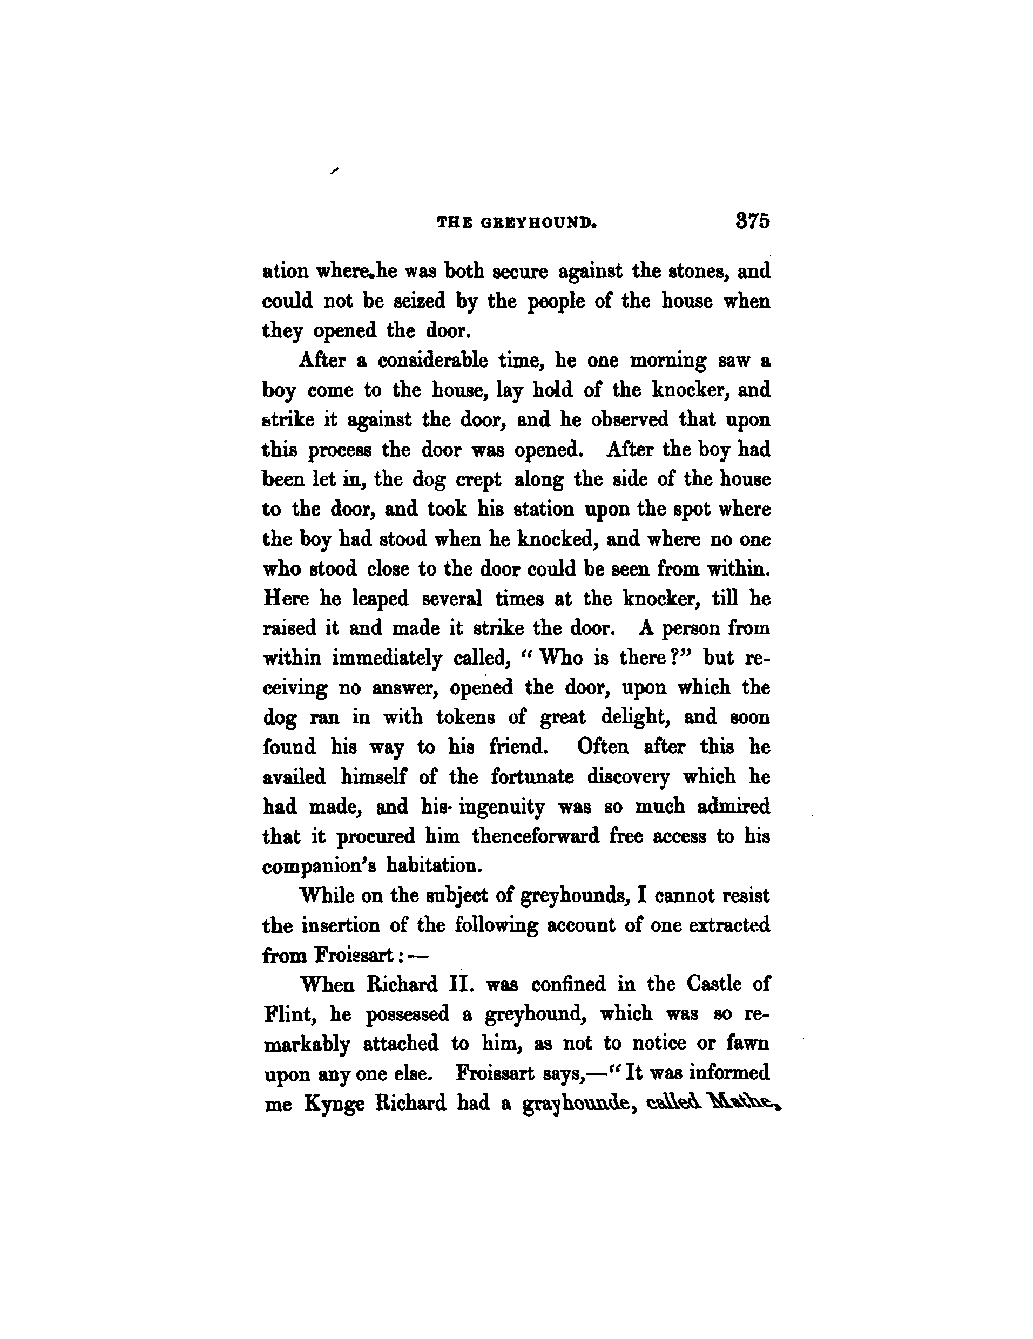 THE GREYHOUND. 375
ation where he was both secure against the stones, and
could not be seized by the people of the house when
they opened the door.
After a considerable time, he one morning saw a
boy come to the house, lay hold of the knocker, and
strike it against the door, and he observed that upon
this process the door was opened. After the boy had
been let in, the dog crept along the side of the house
to the door, and took his station upon the spot where
the boy had stood when he knocked, and where no one
who stood close to the door could be seen from within.
Here he leaped several times at the knocker, till he
raised it and made it strike the door. A person from
within immediately called, “Who is there?” but re-
ceiving no answer, opened the door, upon which the
dog ran in with tokens of great delight, and soon
found his way to his friend. Often after this he
availed himself of the fortunate discovery which he
had made, and his ingenuity was so much admired
that it procured him thenceforward free access to his
companion's habitation.
While on the subject of greyhounds, I cannot resist
the insertion of the following account of one extracted
from Froissart:—
When Richard II. was confined in the Castle of
Flint, he possessed a greyhound, which was so re-
markably attached to him, as not to notice or fawn
upon any one else. Froissart says,—“It was informed
me Kynge Richard had a grayhounde, called Mathe,